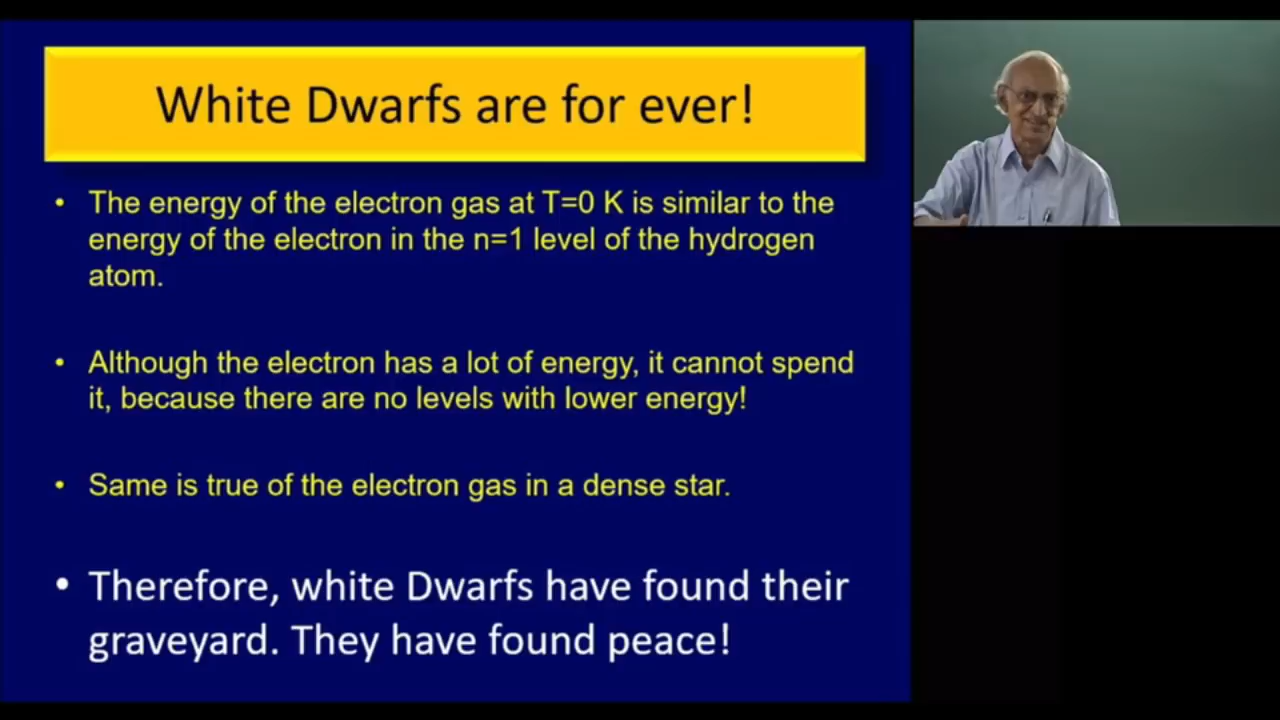 White Dwarfs are for ever!
• The energy of the electron gas at T=0 K is similar to the
energy of the electron in the n=1 level of the hydrogen
atom.
• Although the electron has a lot of energy, it cannot spend
it, because there are no levels with lower energy!
• Same is true of the electron gas in a dense star.
• Therefore, white Dwarfs have found their
graveyard. They have found peace!